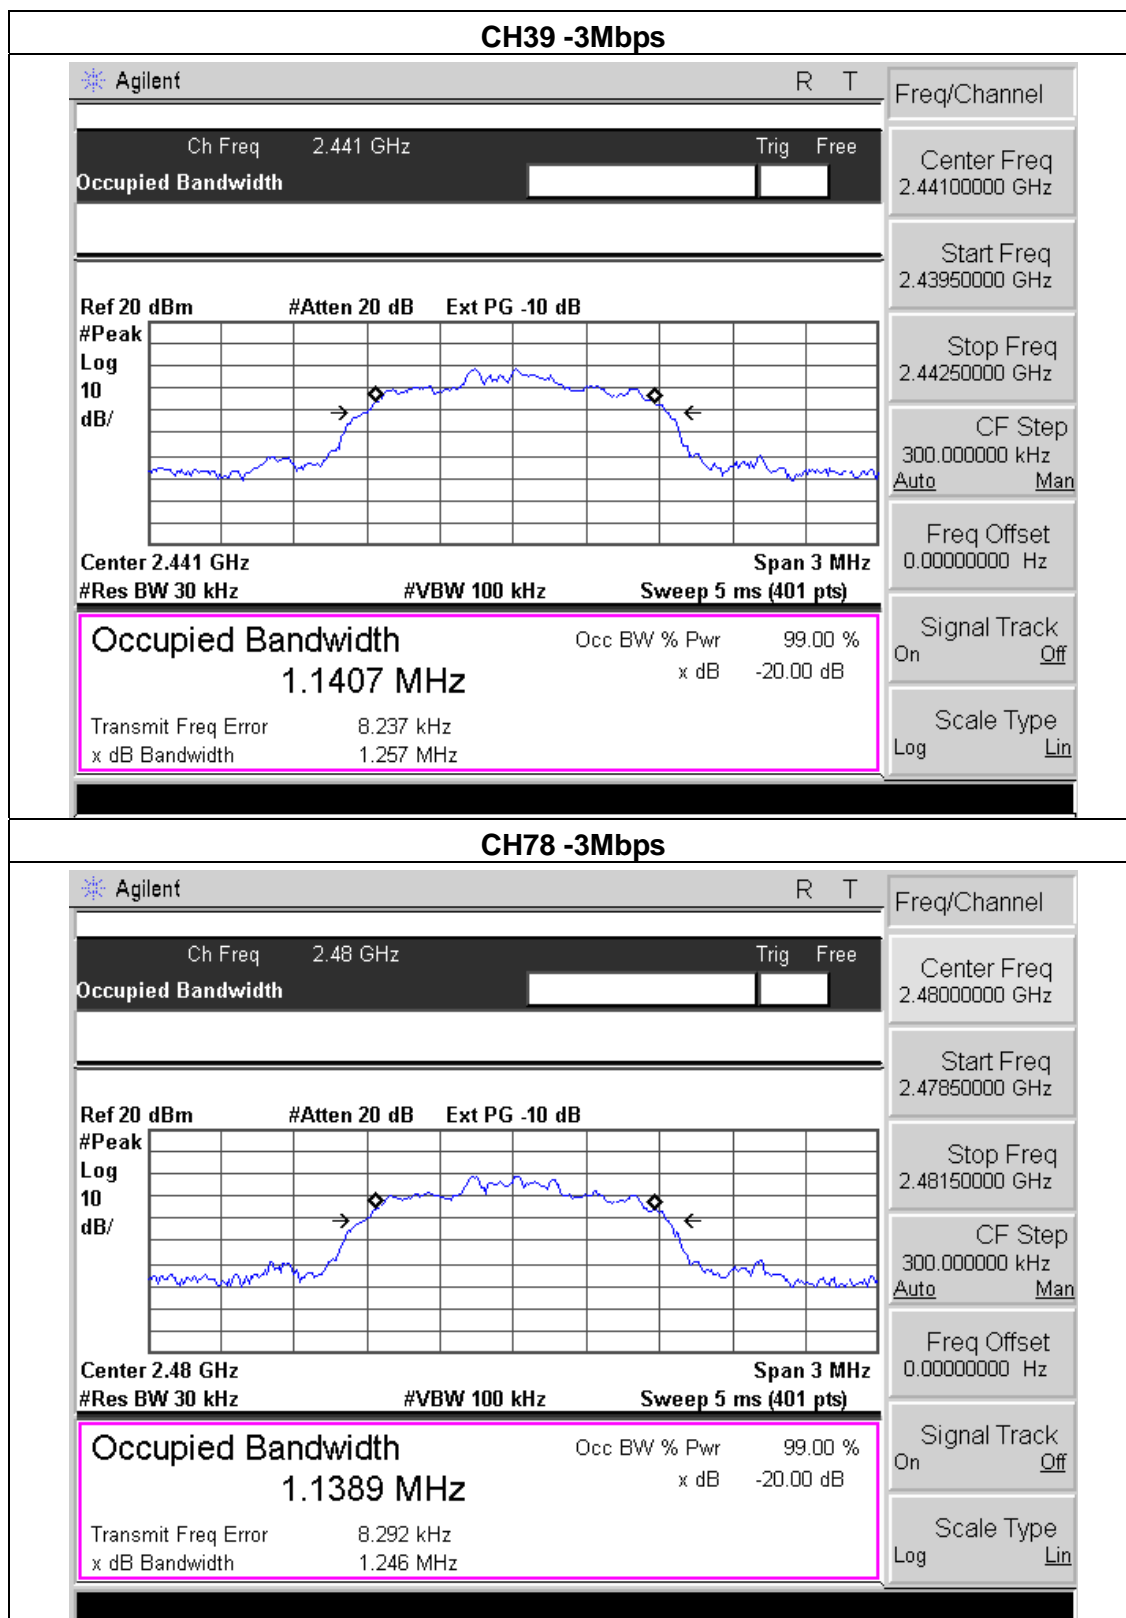 CH39 -3Mbps
Agilent R T
Freq/Channel
Ch Freq 2.441 GHz Trig Free
Occupied Bandwidth
Center Freq
2.44100000 GHz
Start Freq
2.43950000 GHz
Stop Freq
2.44250000 GHz
CF Step
300.000000 kHz
Auto Man
Freq Offset
0.00000000 Hz
Signal Track
On Off
Scale Type
Log Lin
Ref 20 dBm #Atten 20 dB Ext PG -10 dB
#Peak
Log
10
dB/
Center 2.441 GHz Span 3 MHz
#Res BW 30 kHz #VBW 100 kHz Sweep 5 ms (401 pts)
Occupied Bandwidth Occ BW % Pwr 99.00 %
1.1407 MHz x dB -20.00 dB
Transmit Freq Error 8.237 kHz
x dB Bandwidth 1.257 MHz
CH78 -3Mbps
Agilent R T
Freq/Channel
Ch Freq 2.48 GHz Trig Free
Occupied Bandwidth
Center Freq
2.48000000 GHz
Start Freq
2.47850000 GHz
Stop Freq
2.48150000 GHz
CF Step
300.000000 kHz
Auto Man
Freq Offset
0.00000000 Hz
Signal Track
On Off
Scale Type
Log Lin
Ref 20 dBm #Atten 20 dB Ext PG -10 dB
#Peak
Log
10
dB/
Center 2.48 GHz Span 3 MHz
#Res BW 30 kHz #VBW 100 kHz Sweep 5 ms (401 pts)
Occupied Bandwidth Occ BW % Pwr 99.00 %
1.1389 MHz x dB -20.00 dB
Transmit Freq Error 8.292 kHz
x dB Bandwidth 1.246 MHz